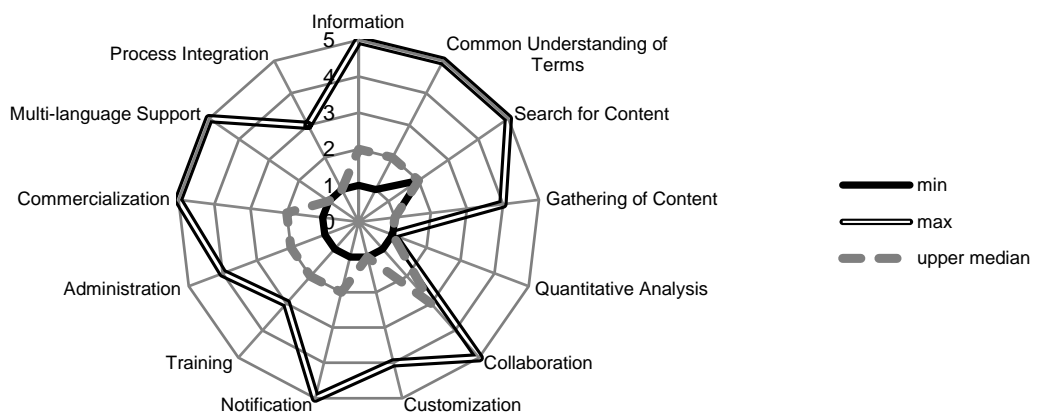 Information
Common Understanding of
Terms
Search for Content
Gathering of Content
Quantitative Analysis
Collaboration
Customization
Notification
Training
Administration
Commercialization
Multi-language Support
Process Integration
5
4
3
2
1
0
min
max
upper median